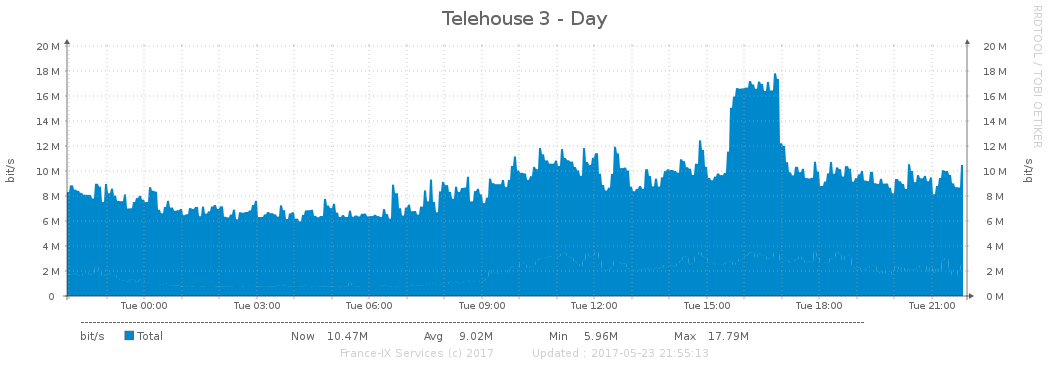 Telehouse 3 - Day
RRDTOOL / TOBI OETIKER
bit/s
20 M 20 M
18 M 18 M
16 M 16 M
14 M 14 M
12 M 12 M
10 M 10 M
8 M 8 M
6 M 6 M
4 M 4 M
2 M 2 M
0 0 M
bit/s
Tue 00:00 Tue 03:00 Tue 06:00 Tue 09:00 Tue 12:00 Tue 15:00 Tue 18:00 Tue 21:00
bit/s Total Now 10.47M Avg 9.02M Min 5.96M Max 17.79M
France-IX Services (c) 2017 Updated : 2017-05-23 21:55:13